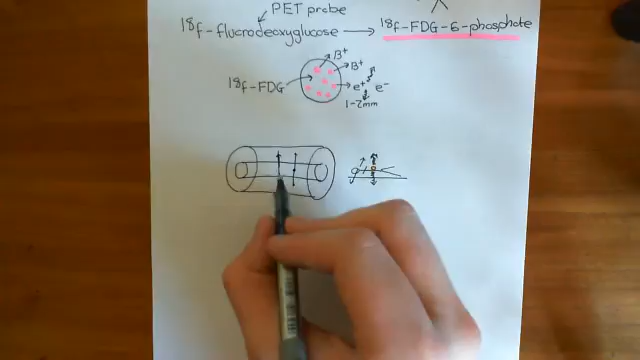 PET probe
18f-fluorodeoxyglucose → 18f-FDG-6-phosphate
β+
18f-FDG
β+
e+ e-
1-2mm